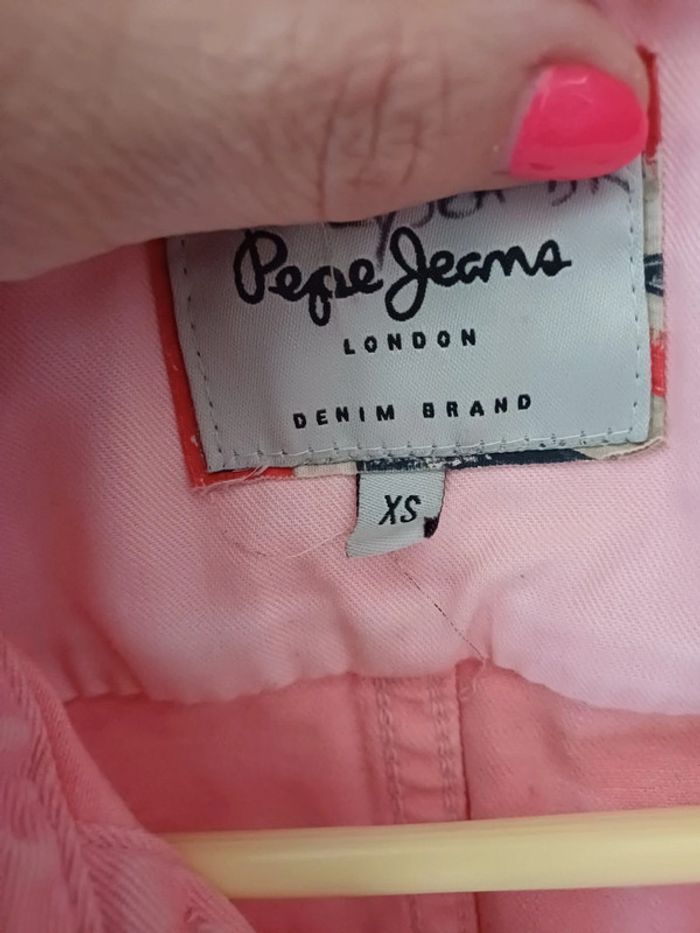 Pepe Jeans
LONDON
DENIM BRAND
XS